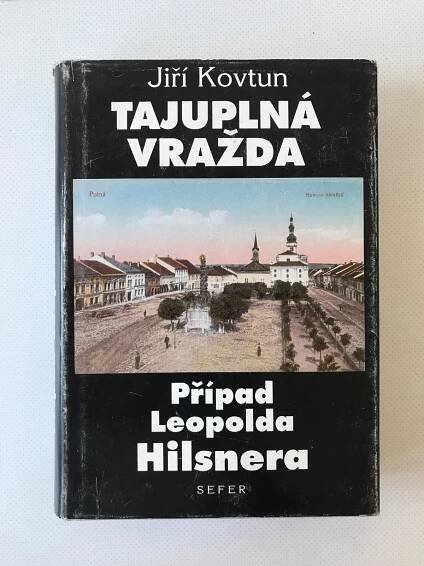 Jiří Kovtun
TAJUPLNÁ
VRAŽDA
Polná
Případ
Leopolda
Hilsnera
SEFER